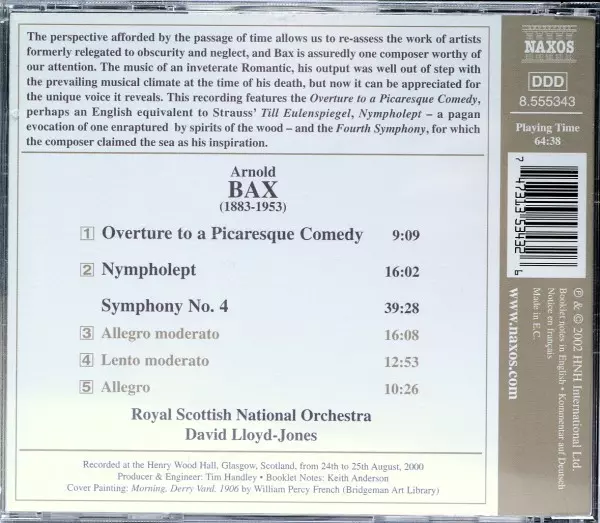 The perspective afforded by the passage of time allows us to re-assess the work of artists
formerly relegated to obscurity and neglect, and Bax is assuredly one composer worthy of
our attention. The music of an inveterate Romantic, his output was well out of step with
the prevailing musical climate at the time of his death, but now it can be appreciated for
the unique voice it reveals. This recording features the Overture to a Picaresque Comedy,
perhaps an English equivalent to Strauss' Till Eulenspiegel, Nympholept – a pagan
evocation of one enraptured by spirits of the wood – and the Fourth Symphony, for which
the composer claimed the sea as his inspiration.
Arnold
BAX
(1883-1953)
1 Overture to a Picaresque Comedy 9:09
2 Nympholept 16:02
Symphony No. 4 39:28
3 Allegro moderato 16:08
4 Lento moderato 12:53
5 Allegro 10:26
Royal Scottish National Orchestra
David Lloyd-Jones
Recorded at the Henry Wood Hall, Glasgow, Scotland, from 24th to 25th August, 2000
Producer & Engineer: Tim Handley • Booklet Notes: Keith Anderson
Cover Painting: Morning, Derry Vard, 1906 by William Percy French (Bridgeman Art Library)
NAXOS
DDD
8.555343
Playing Time
64:38
7 47313 53432 6
www.naxos.com
℗ & © 2002 HNH International Ltd.
Booklet notes in English • Kommentar auf Deutsch
Notice en français
Made in E.C.